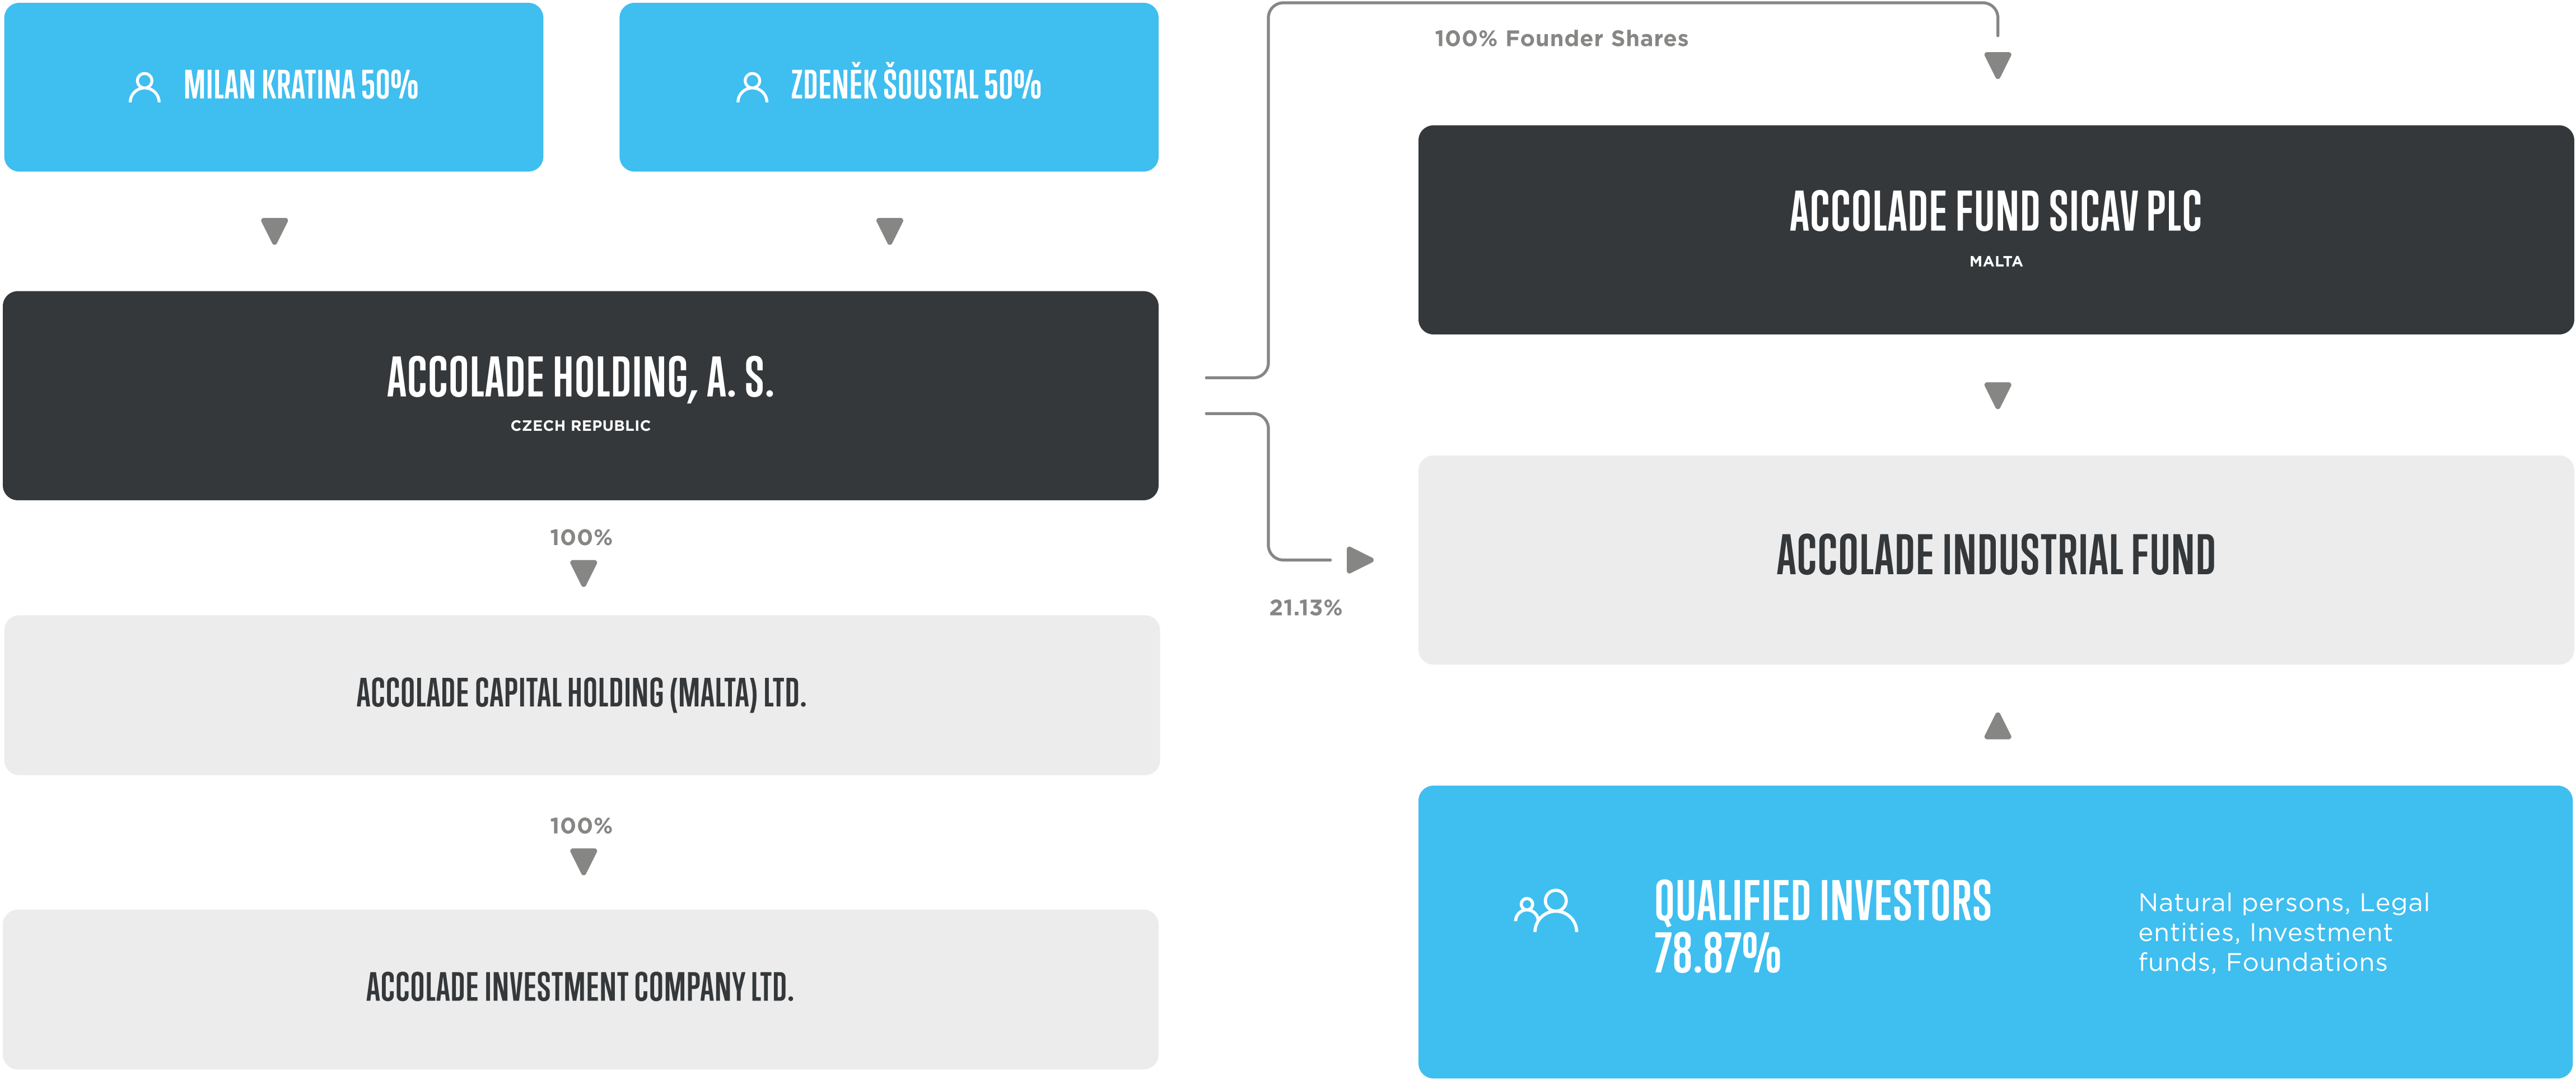 MILAN KRATINA 50%
ZDENĚK ŠOUSTAL 50%
ACCOLADE HOLDING, A. S.
CZECH REPUBLIC
100%
ACCOLADE CAPITAL HOLDING (MALTA) LTD.
100%
ACCOLADE INVESTMENT COMPANY LTD.
100% Founder Shares
ACCOLADE FUND SICAV PLC
MALTA
21.13%
ACCOLADE INDUSTRIAL FUND
QUALIFIED INVESTORS
78.87%
Natural persons, Legal
entities, Investment
funds, Foundations